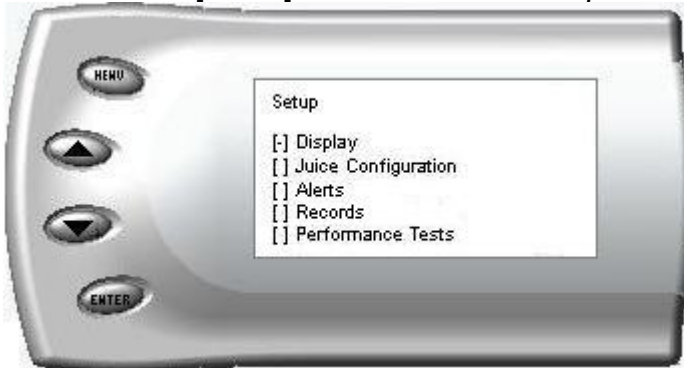 MENU
Setup
[-] Display
[ ] Juice Configuration
[ ] Alerts
[ ] Records
[ ] Performance Tests
ENTER